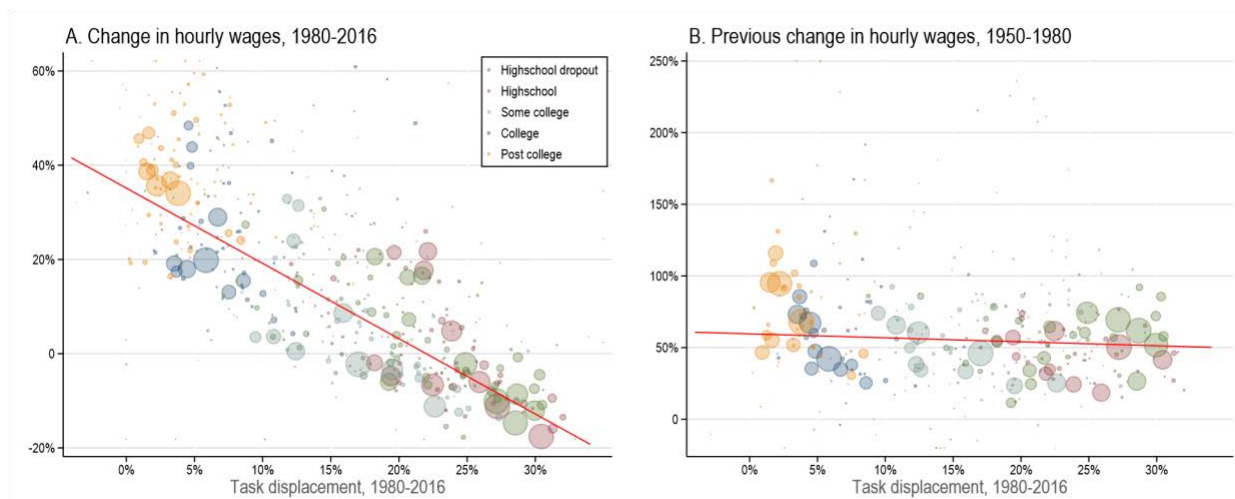 A. Change in hourly wages, 1980-2016
60%
40%
20%
0
-20%
Highschool dropout
Highschool
Some college
College
Post college
0%
5%
10%
15%
20%
25%
30%
Task displacement, 1980-2016
B. Previous change in hourly wages, 1950-1980
250%
200%
150%
100%
50%
0
0%
5%
10%
15%
20%
25%
30%
Task displacement, 1980-2016